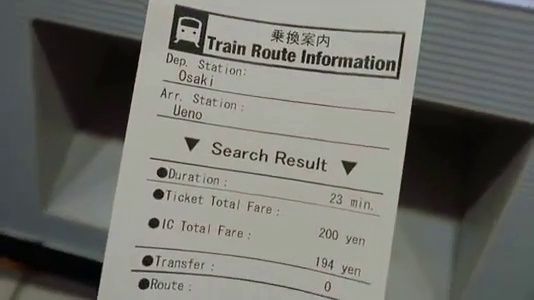 乗換案内
Train Route Information
Dep. Station:
Osaki
Arr. Station:
Ueno
▼ Search Result ▼
●Duration: 23 min.
●Ticket Total Fare: 200 yen
●IC Total Fare: 194 yen
●Transfer: 0
●Route: